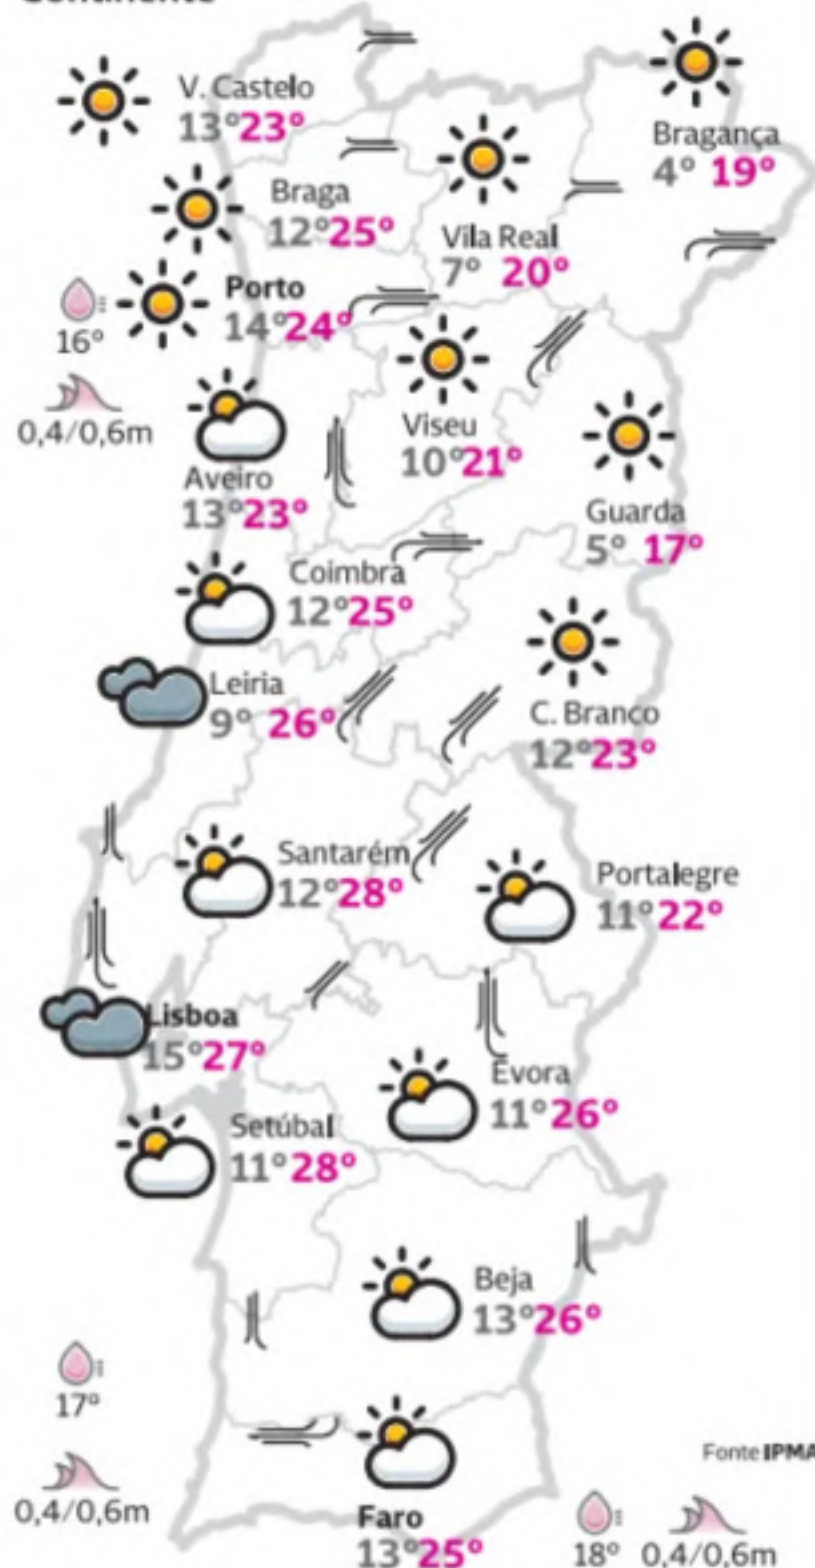 Continente
V. Castelo
13° 23°
Bragança
4° 19°
Braga
12° 25°
Vila Real
7° 20°
Porto
14° 24°
16°
0,4/0,6m
Viseu
10° 21°
Aveiro
13° 23°
Guarda
5° 17°
Coimbra
12° 25°
Leiria
9° 26°
C. Branco
12° 23°
Santarém
12° 28°
Portalegre
11° 22°
Lisboa
15° 27°
Évora
11° 26°
Setúbal
11° 28°
Beja
13° 26°
17°
0,4/0,6m
Fonte IPMA
Faro
13° 25°
18° 0,4/0,6m